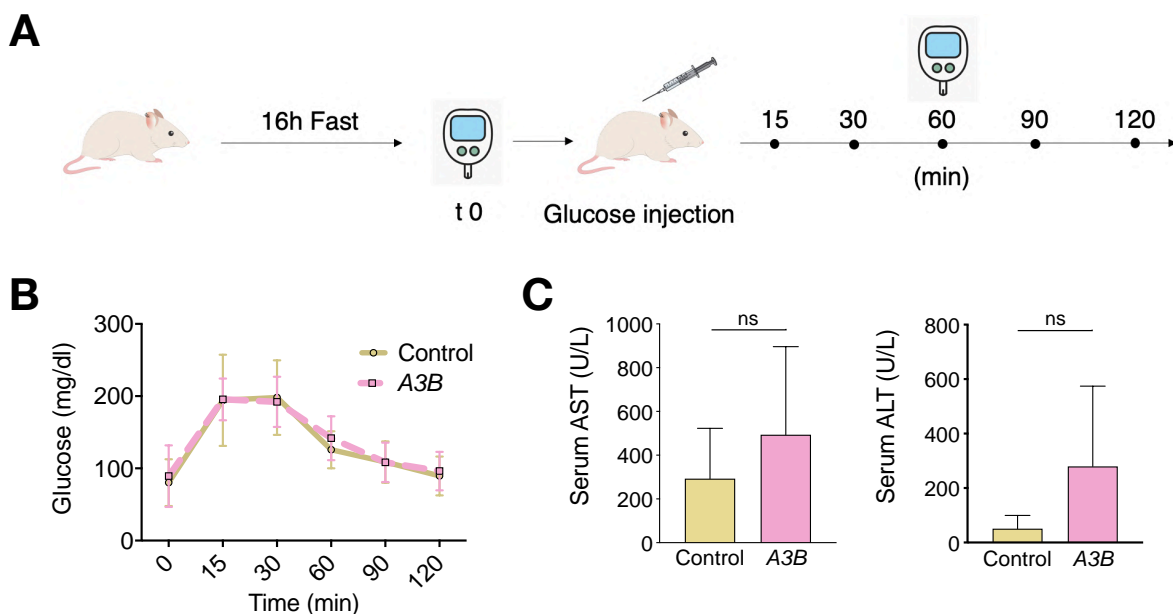 A
16h Fast
t 0
Glucose injection
15 30 60 90 120
(min)
B
300
200
100
0
Glucose (mg/dl)
Control
A3B
0 15 30 60 90 120
Time (min)
C
ns
1000
800
600
400
200
0
Serum AST (U/L)
Control A3B
ns
800
600
400
200
0
Serum ALT (U/L)
Control A3B